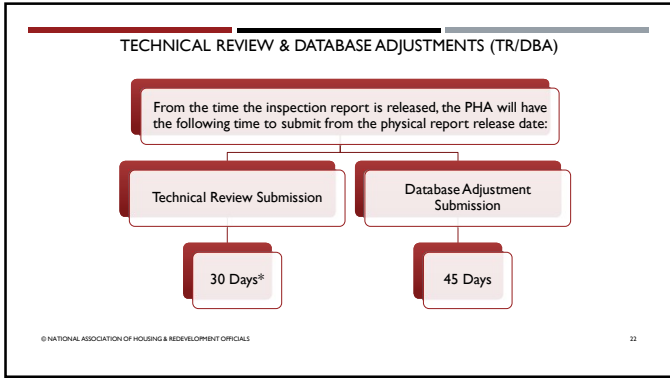 TECHNICAL REVIEW & DATABASE ADJUSTMENTS (TR/DBA)
From the time the inspection report is released, the PHA will have
the following time to submit from the physical report release date:
Technical Review Submission
Database Adjustment
Submission
30 Days*
45 Days
© NATIONAL ASSOCIATION OF HOUSING & REDEVELOPMENT OFFICIALS
22